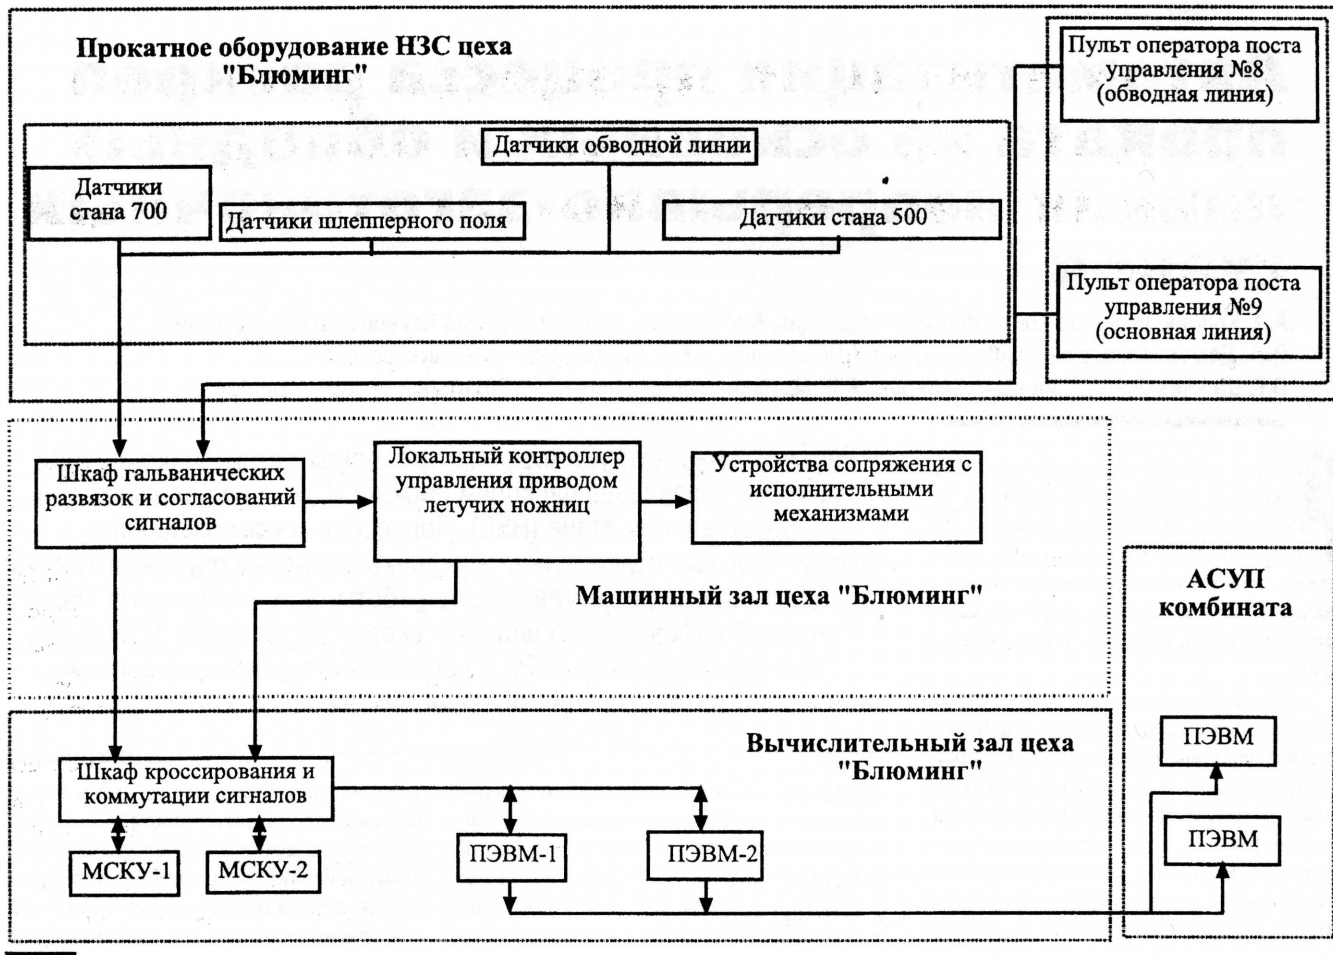 Прокатное оборудование НЗС цеха
"Блюминг"
Пульт оператора поста
управления №8
(обводная линия)
Датчики обводной линии
Датчики
стана 700
Датчики шлепперного поля
Датчики стана 500
Пульт оператора поста
управления №9
(основная линия)
Шкаф гальванических
развязок и согласований
сигналов
Локальный контроллер
управления приводом
летучих ножниц
Устройства сопряжения с
исполнительными
механизмами
Машинный зал цеха "Блюминг"
АСУП
комбината
Вычислительный зал цеха
"Блюминг"
Шкаф кроссирования и
коммутации сигналов
МСКУ-1
МСКУ-2
ПЭВМ-1
ПЭВМ-2
ПЭВМ
ПЭВМ